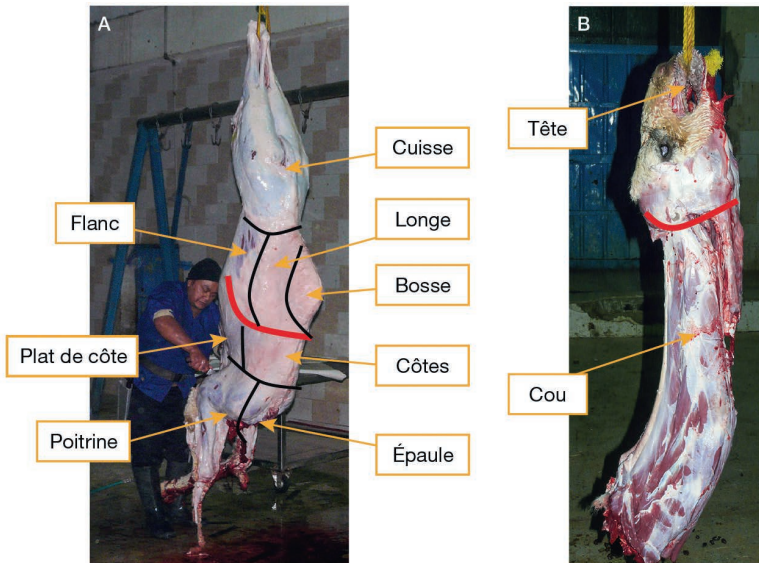 A
Cuisse
Flanc
Longe
Bosse
Plat de côte
Côtes
Poitrine
Épaule
B
Tête
Cou